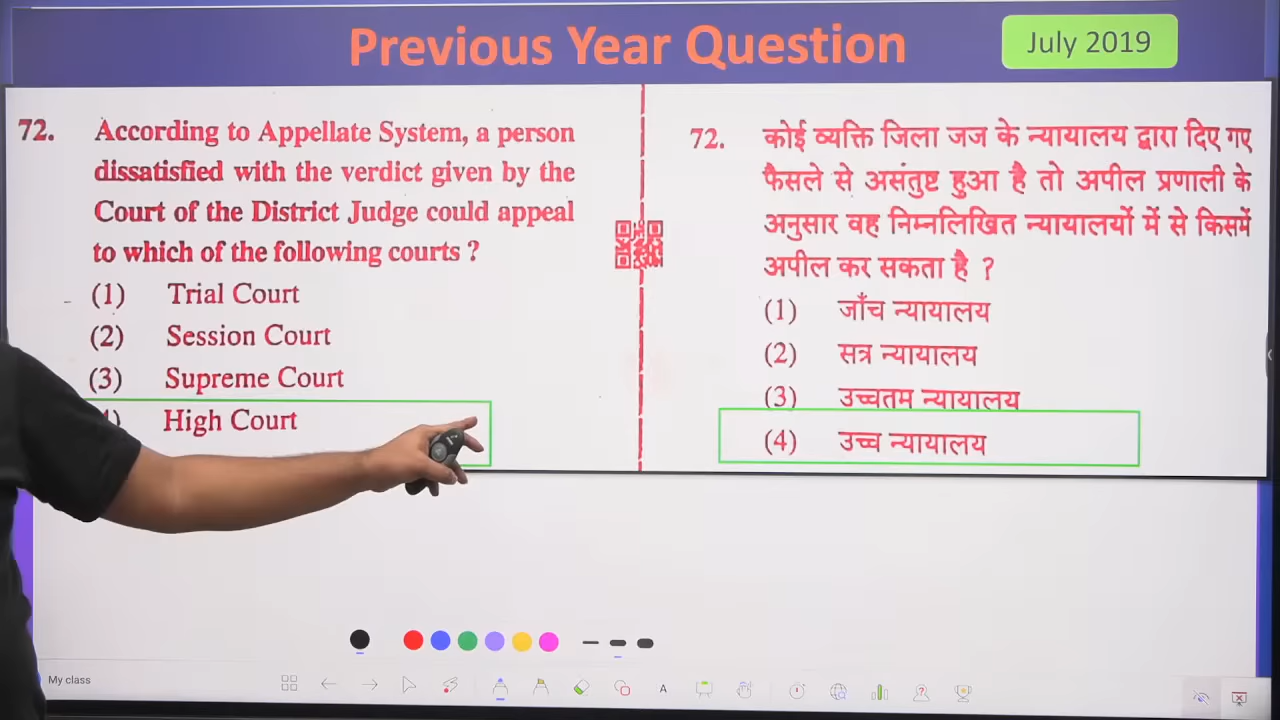 Previous Year Question
July 2019
72. According to Appellate System, a person
dissatisfied with the verdict given by the
Court of the District Judge could appeal
to which of the following courts ?
(1) Trial Court
(2) Session Court
(3) Supreme Court
High Court
72. कोई व्यक्ति जिला जज के न्यायालय द्वारा दिए गए
फैसले से असंतुष्ट हुआ है तो अपील प्रणाली के
अनुसार वह निम्नलिखित न्यायालयों में से किसमें
अपील कर सकता है ?
(1) जाँच न्यायालय
(2) सत्र न्यायालय
(3) उच्चतम न्यायालय
(4) उच्च न्यायालय
My class
A